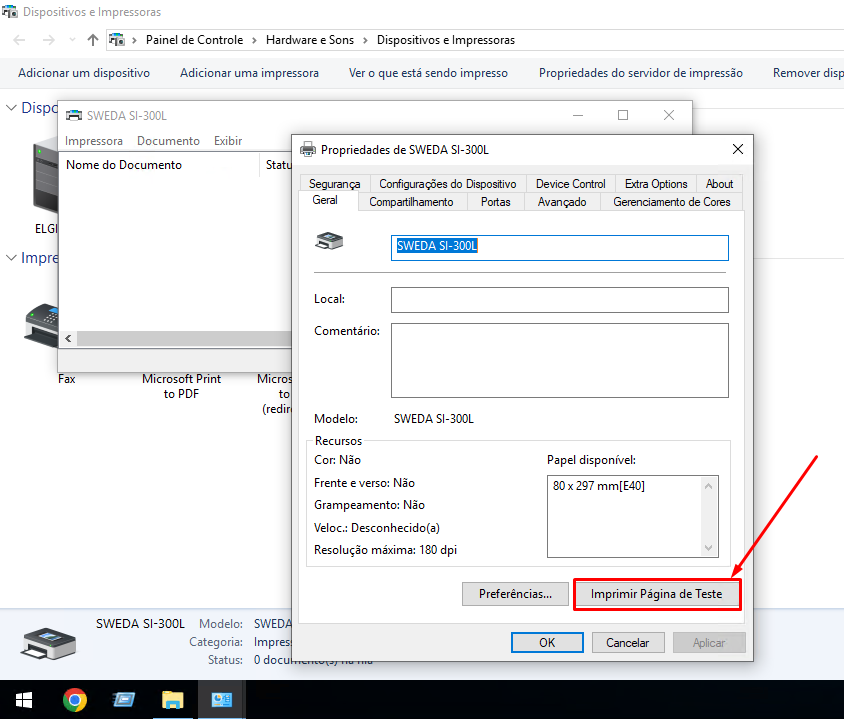 Dispositivos e Impressoras
Painel de Controle > Hardware e Sons > Dispositivos e Impressoras
Adicionar um dispositivo Adicionar uma impressora Ver o que está sendo impresso Propriedades do servidor de impressão Remover disp
Dispo
SWEDA SI-300L
Impressora Documento Exibir
Nome do Documento Statu
ELGI
Impre
Fax
Microsoft Print
to PDF
Micros
to
(redir
Propriedades de SWEDA SI-300L
Segurança Configurações do Dispositivo Device Control Extra Options About
Geral Compartilhamento Portas Avançado Gerenciamento de Cores
SWEDA SI-300L
Local:
Comentário:
Modelo: SWEDA SI-300L
Recursos
Cor: Não Papel disponível:
Frente e verso: Não 80 x 297 mm[E40]
Grampeamento: Não
Veloc.: Desconhecido(a)
Resolução máxima: 180 dpi
Preferências... Imprimir Página de Teste
OK Cancelar Aplicar
SWEDA SI-300L Modelo: SWEDA
Categoria: Impress
Status: 0 documento(s) na fila